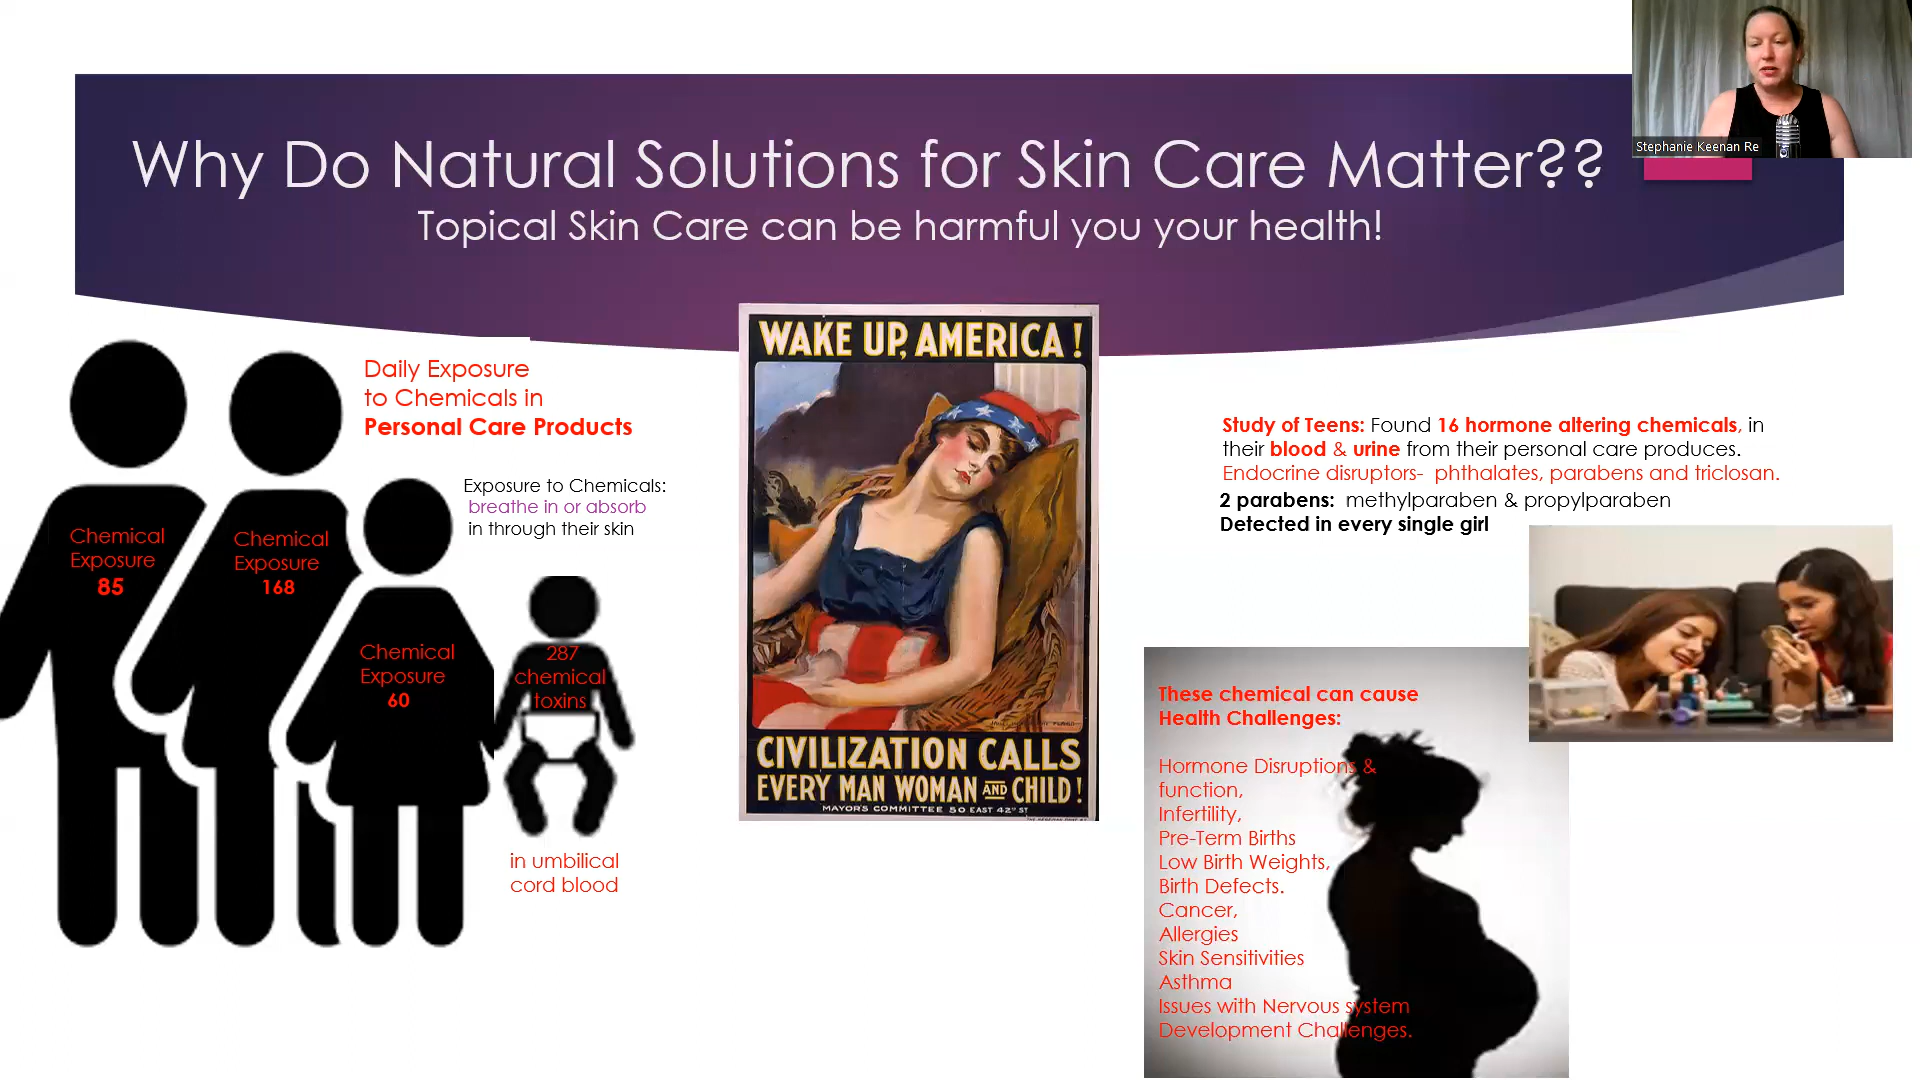 Why Do Natural Solutions for Skin Care Matter??
Topical Skin Care can be harmful you your health!
Stephanie Keenan Re
Daily Exposure
to Chemicals in
Personal Care Products
Exposure to Chemicals:
breathe in or absorb
in through their skin
Chemical
Exposure
85
Chemical
Exposure
168
Chemical
Exposure
60
287
chemical
toxins
in umbilical
cord blood
WAKE UP, AMERICA!
CIVILIZATION CALLS
EVERY MAN WOMAN AND CHILD!
MAYOR'S COMMITTEE 50 EAST 42ⁿᵈ ST
Study of Teens: Found 16 hormone altering chemicals, in
their blood & urine from their personal care produces.
Endocrine disruptors- phthalates, parabens and triclosan.
2 parabens: methylparaben & propylparaben
Detected in every single girl
These chemical can cause
Health Challenges:
Hormone Disruptions &
function,
Infertility,
Pre-Term Births
Low Birth Weights,
Birth Defects.
Cancer,
Allergies
Skin Sensitivities
Asthma
Issues with Nervous system
Development Challenges.